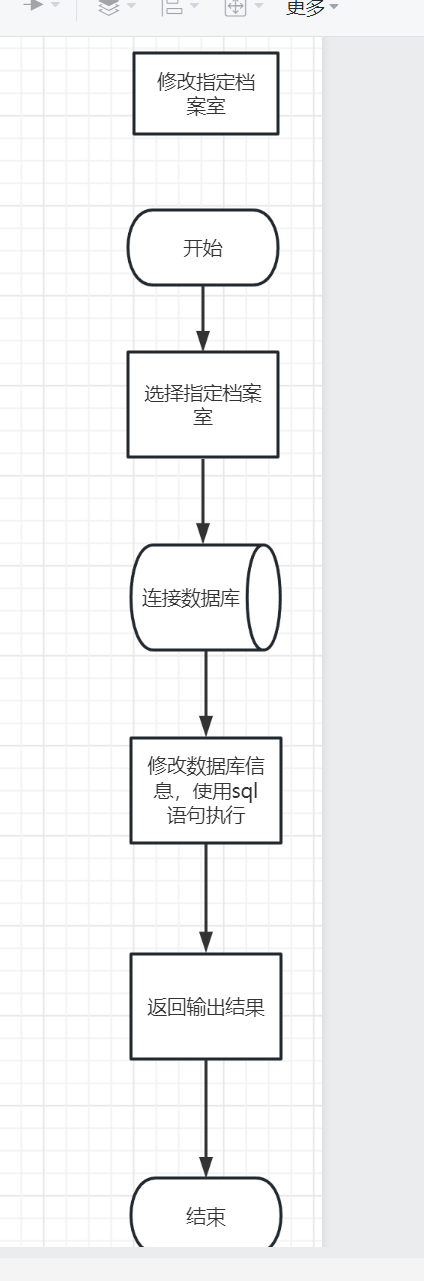 更多
修改指定档
案室
开始
选择指定档案
室
连接数据库
修改数据库信
息，使用sql
语句执行
返回输出结果
结束